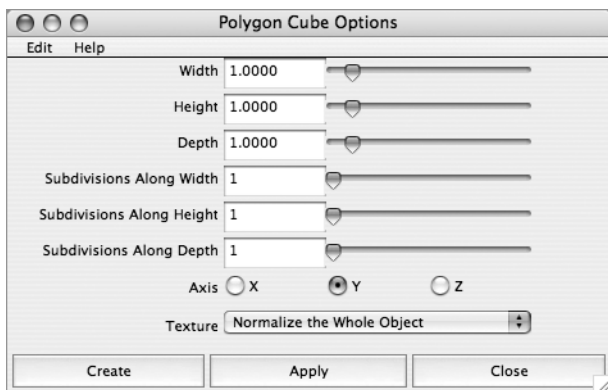 Polygon Cube Options
Edit Help
Width 1.0000
Height 1.0000
Depth 1.0000
Subdivisions Along Width 1
Subdivisions Along Height 1
Subdivisions Along Depth 1
Axis X Y Z
Texture Normalize the Whole Object
Create Apply Close